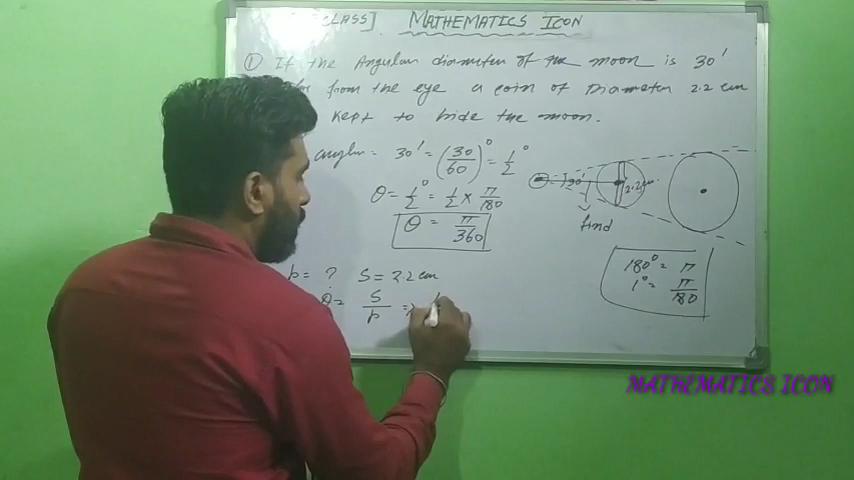 CLASS] MATHEMATICS ICON
① If the Angular diameter of the moon is 30'
from the eye a coin of Diameter 2.2 cm
Kept to hide the moon.
angle = 30' = (30/60)° = 1/2°
θ = 1/2° = 1/2 × π/180
θ = π/360
30'
2.2 cm
find
180° = π
1° = π/180
r = ? S = 2.2 cm
θ = S/r =>
MATHEMATICS ICON